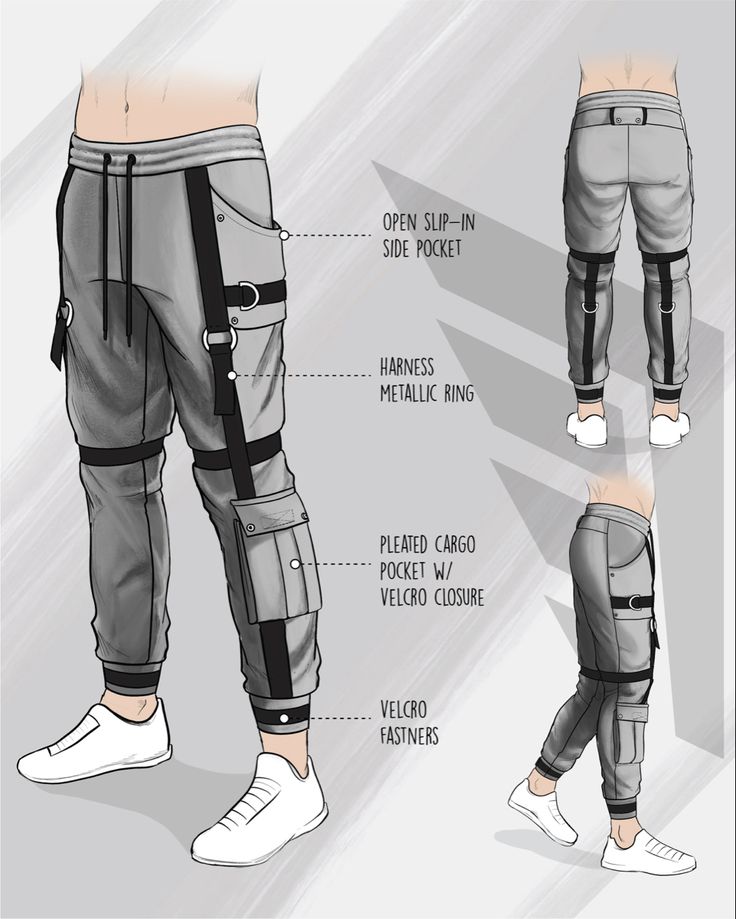 OPEN SLIP-IN
SIDE POCKET
HARNESS
METALLIC RING
PLEATED CARGO
POCKET W/
VELCRO CLOSURE
VELCRO
FASTNERS